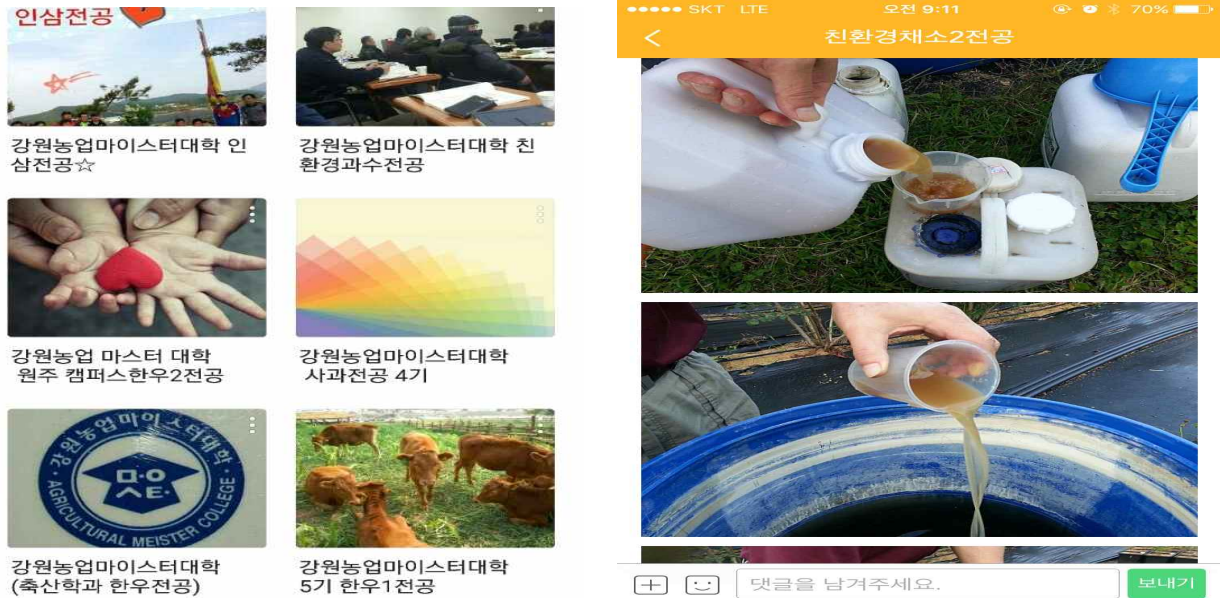 인삼전공
강원농업마이스터대학 인
삼전공☆
강원농업마이스터대학 친
환경과수전공
강원농업 마스터 대학
원주 캠퍼스한우2전공
강원농업마이스터대학
사과전공 4기
강원농업마이스터대학
AGRICULTURAL MEISTER COLLEGE
강원농업마이스터대학
(축산학과 한우전공)
강원농업마이스터대학
5기 한우1전공
SKT LTE 오전 9:11 70%
친환경채소2전공
댓글을 남겨주세요. 보내기